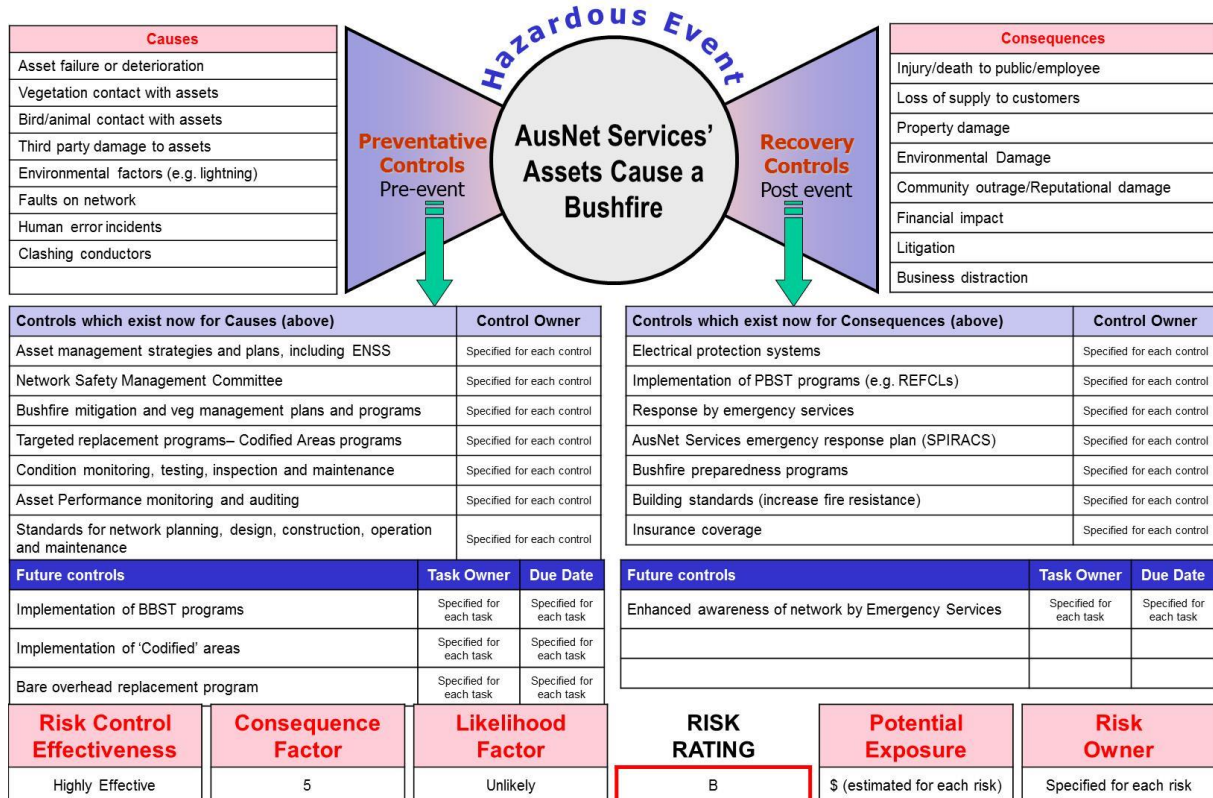 Causes
Asset failure or deterioration
Vegetation contact with assets
Bird/animal contact with assets
Third party damage to assets
Environmental factors (e.g. lightning)
Faults on network
Human error incidents
Clashing conductors
Hazardous Event
Preventative
Controls
Pre-event
AusNet Services'
Assets Cause a
Bushfire
Recovery
Controls
Post event
Consequences
Injury/death to public/employee
Loss of supply to customers
Property damage
Environmental Damage
Community outrage/Reputational damage
Financial impact
Litigation
Business distraction
Controls which exist now for Causes (above) Control Owner
Asset management strategies and plans, including ENSS Specified for each control
Network Safety Management Committee Specified for each control
Bushfire mitigation and veg management plans and programs Specified for each control
Targeted replacement programs– Codified Areas programs Specified for each control
Condition monitoring, testing, inspection and maintenance Specified for each control
Asset Performance monitoring and auditing Specified for each control
Standards for network planning, design, construction, operation
and maintenance Specified for each control
Future controls Task Owner Due Date
Implementation of BBST programs Specified for each task Specified for each task
Implementation of 'Codified' areas Specified for each task Specified for each task
Bare overhead replacement program Specified for each task Specified for each task
Controls which exist now for Consequences (above) Control Owner
Electrical protection systems Specified for each control
Implementation of PBST programs (e.g. REFCLs) Specified for each control
Response by emergency services Specified for each control
AusNet Services emergency response plan (SPIRACS) Specified for each control
Bushfire preparedness programs Specified for each control
Building standards (increase fire resistance) Specified for each control
Insurance coverage Specified for each control
Future controls Task Owner Due Date
Enhanced awareness of network by Emergency Services Specified for each task Specified for each task
Risk Control
Effectiveness
Highly Effective
Consequence
Factor
5
Likelihood
Factor
Unlikely
RISK
RATING
B
Potential
Exposure
$ (estimated for each risk)
Risk
Owner
Specified for each risk